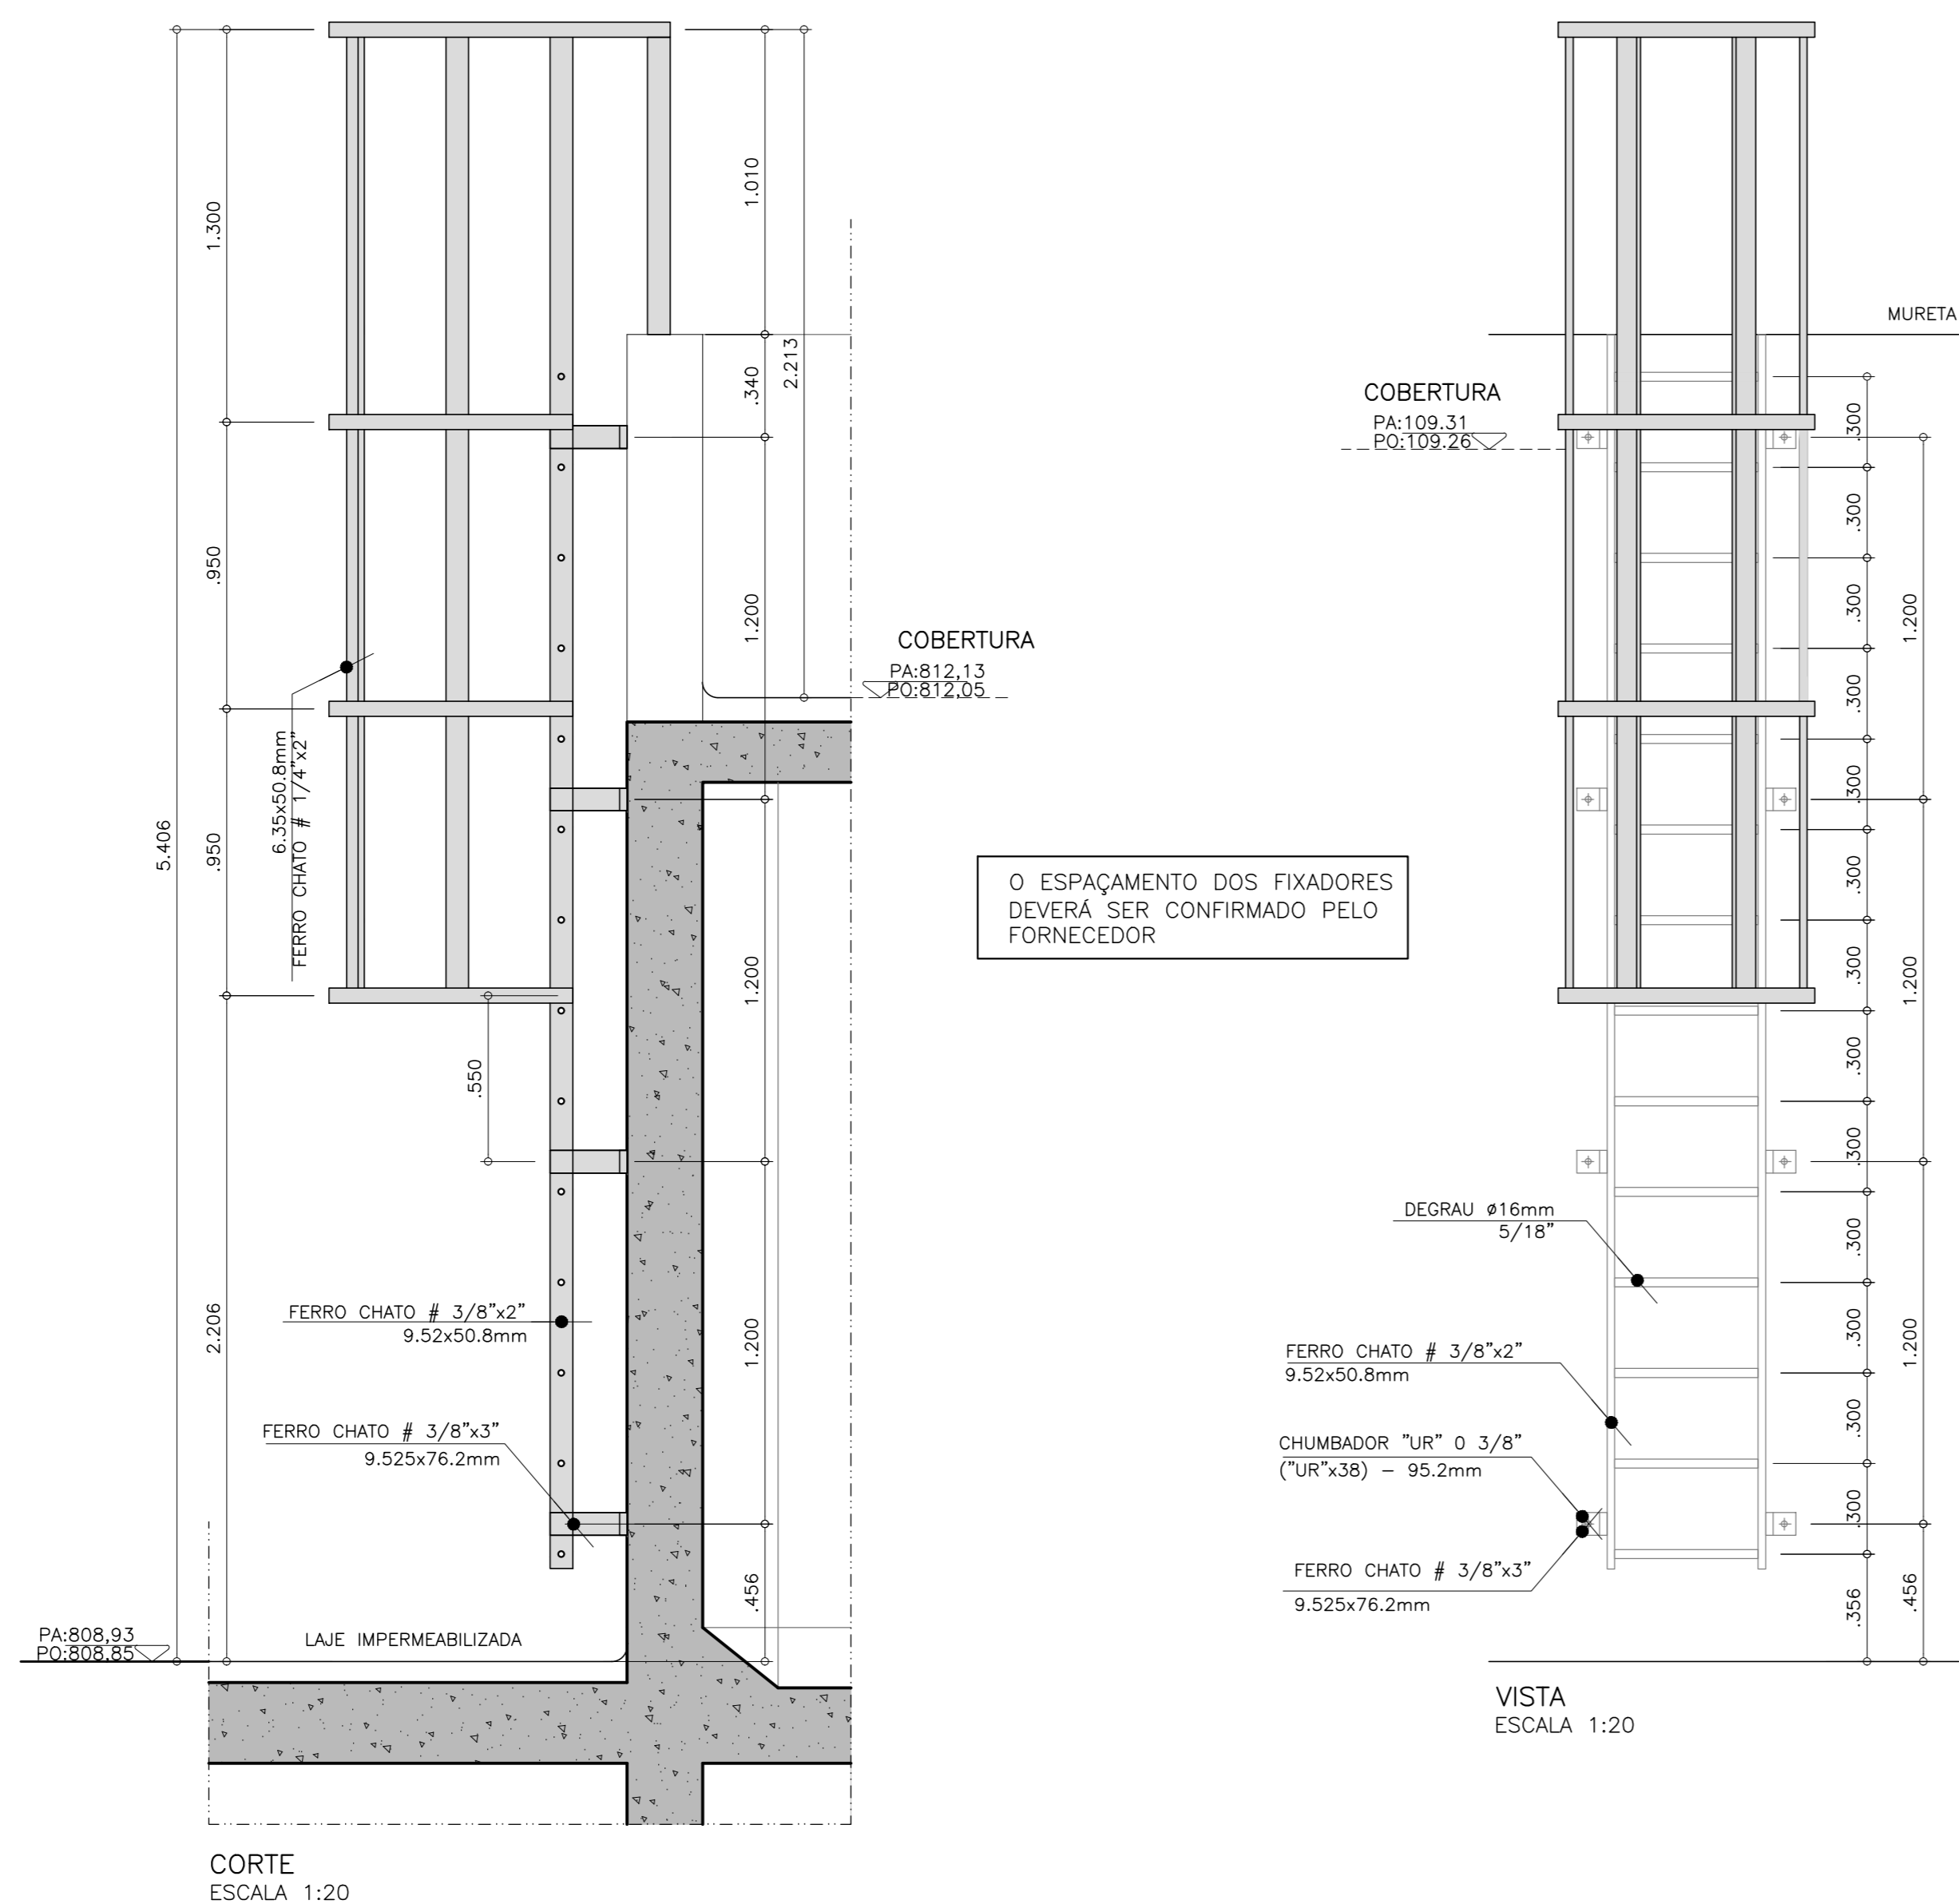 1.300
.950
.950
2.206
5.406
1.010
.340
2.213
1.200
1.200
1.200
.456
.550
COBERTURA
PA:812,13
PO:812,05
6.35x50.8mm
FERRO CHATO # 1/4"x2"
FERRO CHATO # 3/8"x2"
9.52x50.8mm
FERRO CHATO # 3/8"x3"
9.525x76.2mm
PA:808,93
PO:808,85
LAJE IMPERMEABILIZADA
CORTE
ESCALA 1:20
O ESPAÇAMENTO DOS FIXADORES
DEVERÁ SER CONFIRMADO PELO
FORNECEDOR
MURETA
COBERTURA
PA:109.31
PO:109.26
.300
.300
.300
.300
.300
.300
.300
.300
.300
.300
.300
.300
.300
.356
1.200
1.200
1.200
.456
DEGRAU ø16mm
5/18"
FERRO CHATO # 3/8"x2"
9.52x50.8mm
CHUMBADOR "UR" 0 3/8"
("UR"x38) – 95.2mm
FERRO CHATO # 3/8"x3"
9.525x76.2mm
VISTA
ESCALA 1:20